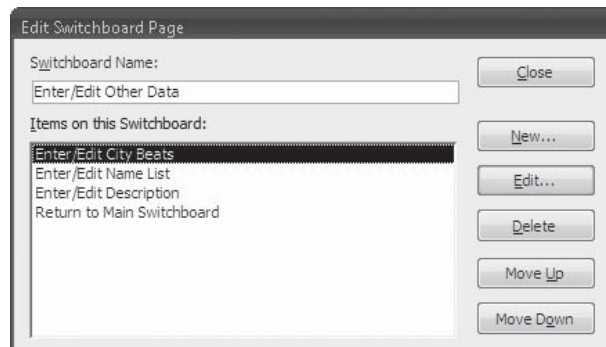 Edit Switchboard Page
Switchboard Name:
Enter/Edit Other Data
Items on this Switchboard:
Enter/Edit City Beats
Enter/Edit Name List
Enter/Edit Description
Return to Main Switchboard
Close
New...
Edit...
Delete
Move Up
Move Down